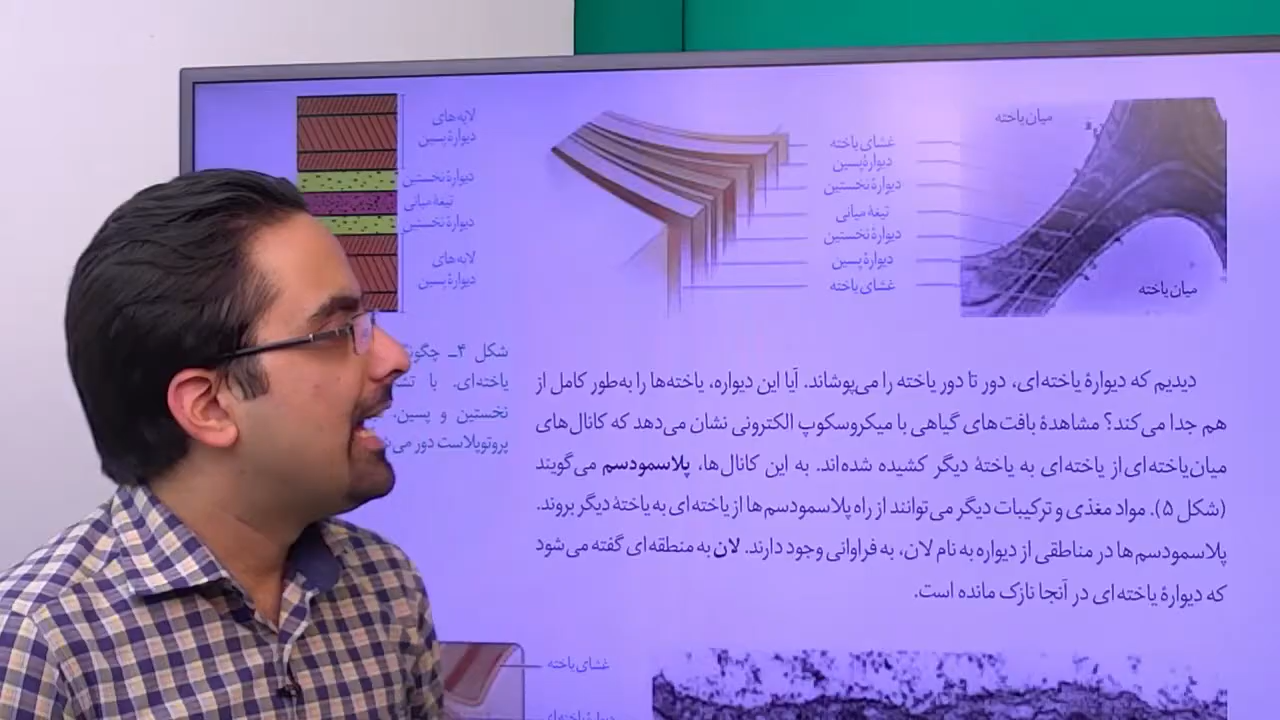 میان یاخته
میان یاخته
غشای یاخته
دیوارهٔ پسین
دیوارهٔ نخستین
تیغهٔ میانی
دیوارهٔ نخستین
دیوارهٔ پسین
غشای یاخته
لایه‌های
دیوارهٔ پسین
دیوارهٔ نخستین
تیغهٔ میانی
دیوارهٔ نخستین
لایه‌های
دیوارهٔ پسین
شکل ۴ـ
یاخته‌ای. با
نخستین و پسین،
پروتوپلاست دور
دیدیم که دیوارهٔ یاخته‌ای، دور تا دور یاخته را می‌پوشاند. آیا این دیواره، یاخته‌ها را به‌طور کامل از
هم جدا می‌کند؟ مشاهدهٔ بافت‌های گیاهی با میکروسکوپ الکترونی نشان می‌دهد که کانال‌های
میان‌یاخته‌ای از یاخته‌ای به یاختهٔ دیگر کشیده شده‌اند. به این کانال‌ها، پلاسمودسم می‌گویند
(شکل ۵). مواد مغذی و ترکیبات دیگر می‌توانند از راه پلاسمودسم‌ها از یاخته‌ای به یاختهٔ دیگر بروند.
پلاسمودسم‌ها در مناطقی از دیواره به نام لان، به فراوانی وجود دارند. لان به منطقه‌ای گفته می‌شود
که دیوارهٔ یاخته‌ای در آنجا نازک مانده است.
غشای یاخته
دیوارهٔ یاخته‌ای